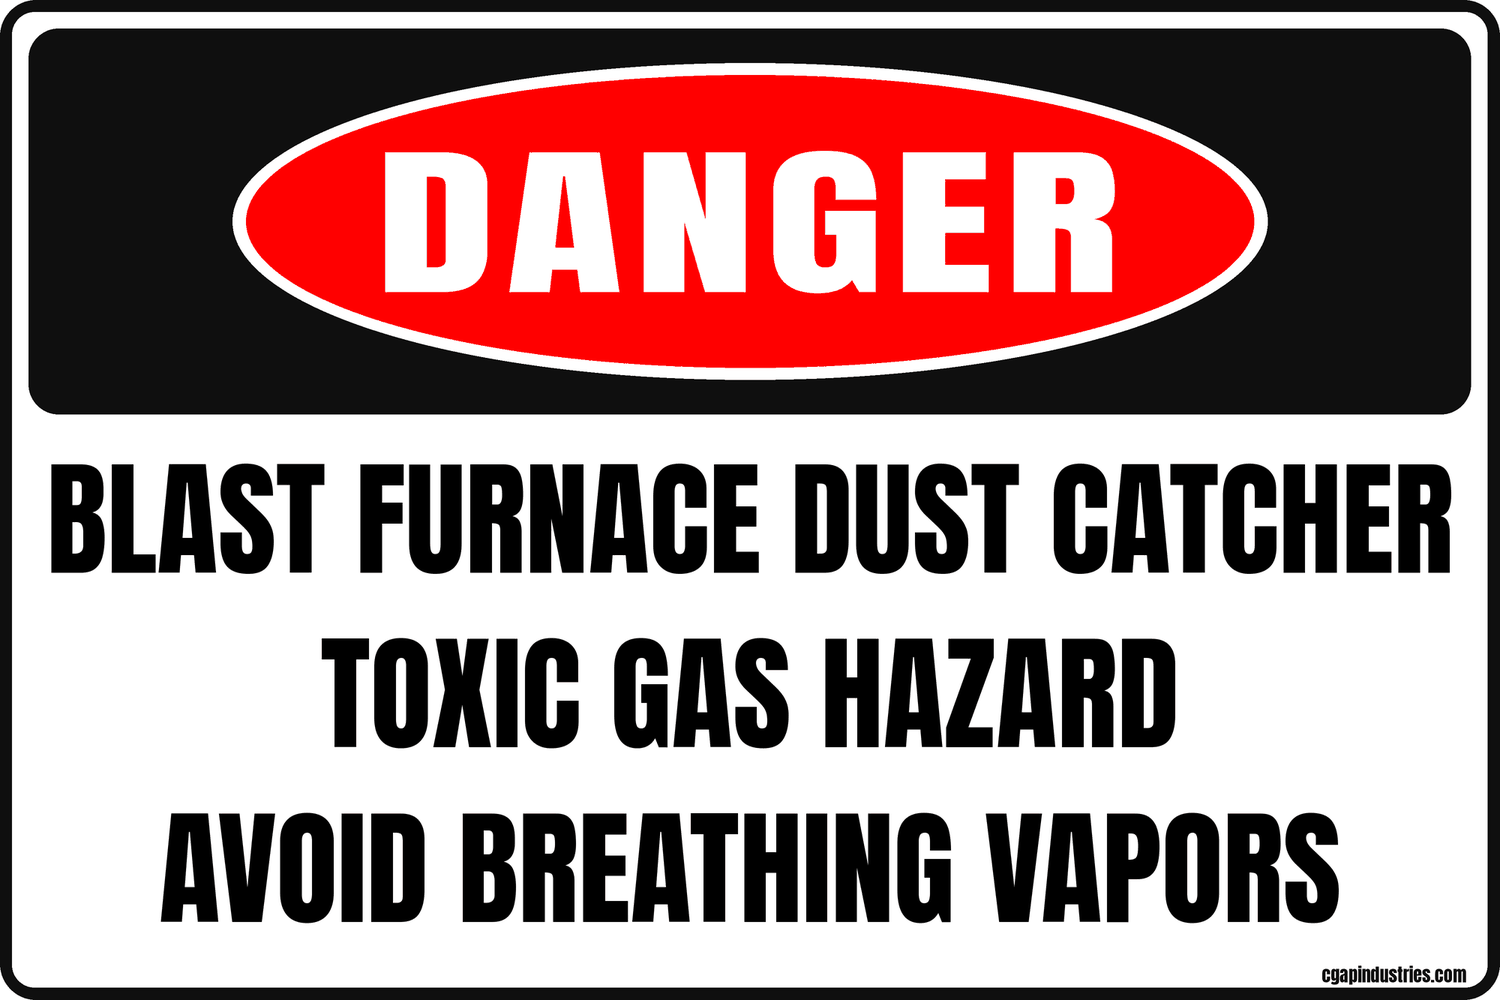 DANGER
BLAST FURNACE DUST CATCHER
TOXIC GAS HAZARD
AVOID BREATHING VAPORS
cgapindustries.com